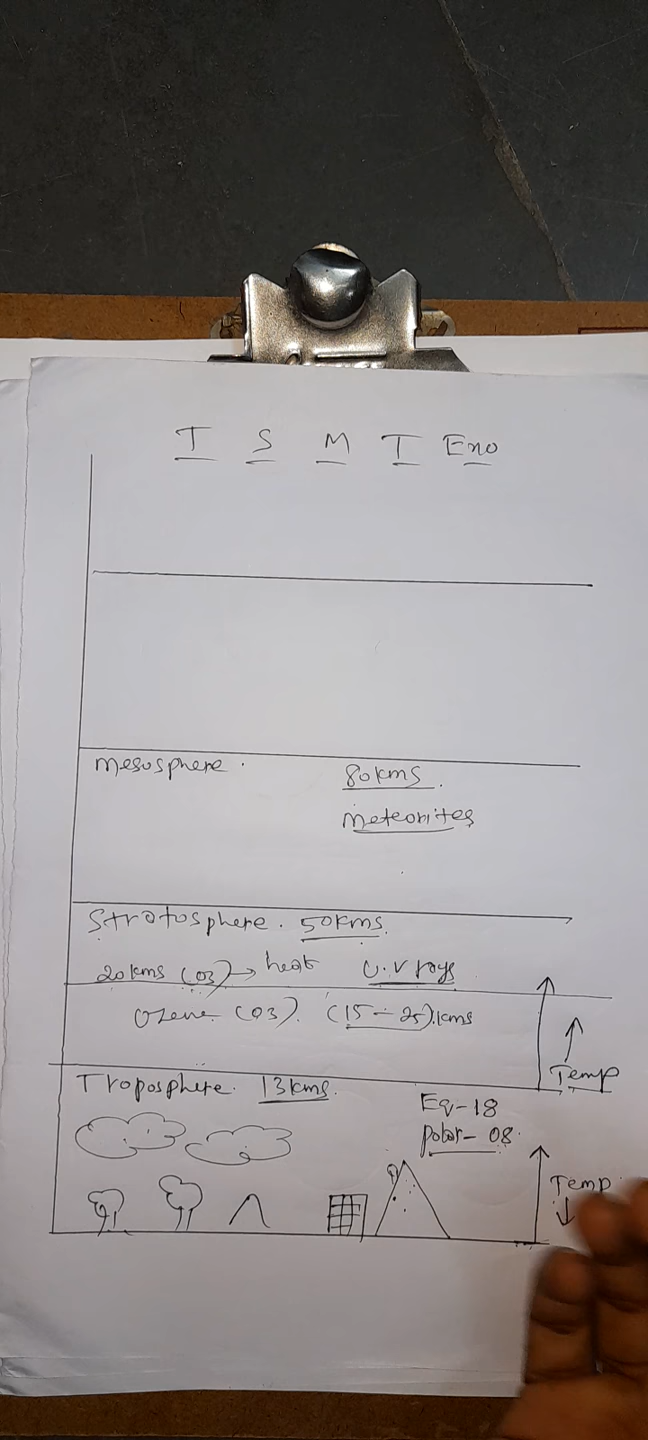 T S M T Exo
Mesosphere.
80kms.
Meteorites
Stratosphere. 50kms.
20kms (O3) → heat U.V rays
Ozene (O3). (15-25).kms
Temp
Troposphere. 13kms.
Eq-18
polar-08.
Temp